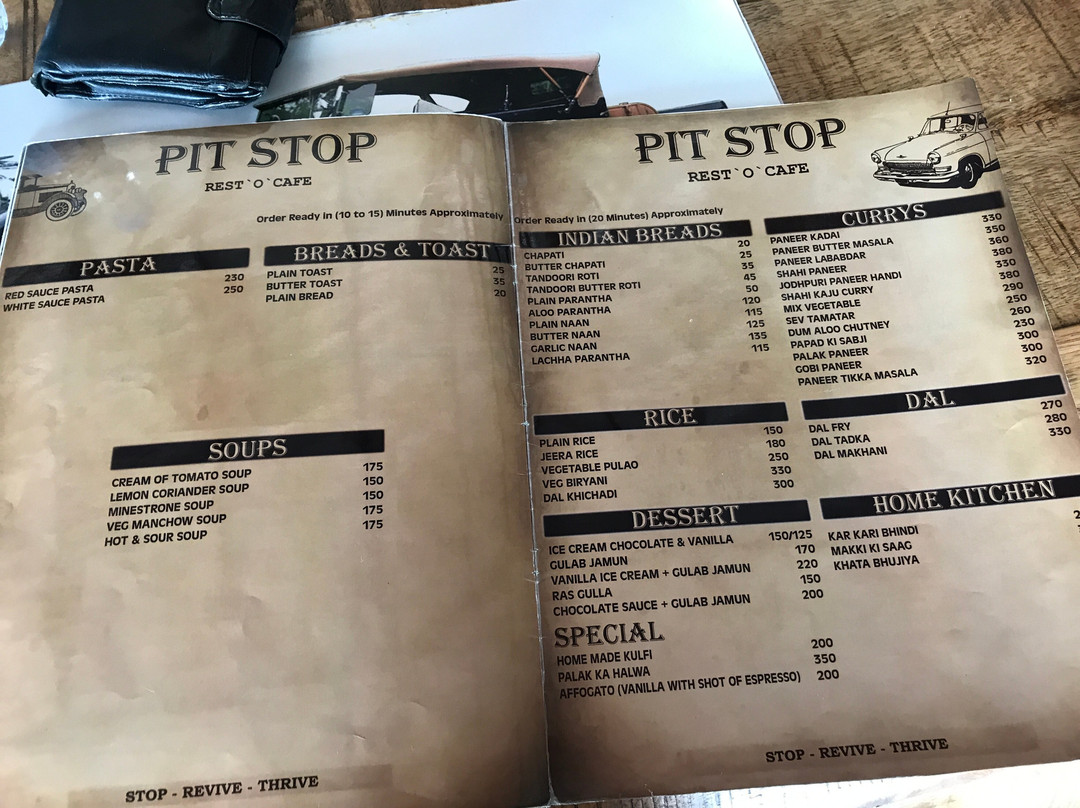 PIT STOP
REST`O`CAFE
Order Ready in (10 to 15) Minutes Approximately
PASTA
RED SAUCE PASTA 230
WHITE SAUCE PASTA 250
BREADS & TOAST
PLAIN TOAST 25
BUTTER TOAST 35
PLAIN BREAD 20
SOUPS
CREAM OF TOMATO SOUP 175
LEMON CORIANDER SOUP 150
MINESTRONE SOUP 150
VEG MANCHOW SOUP 175
HOT & SOUR SOUP 175
STOP - REVIVE - THRIVE
PIT STOP
REST`O`CAFE
Order Ready in (20 Minutes) Approximately
INDIAN BREADS
CHAPATI 20
BUTTER CHAPATI 25
TANDOORI ROTI 35
TANDOORI BUTTER ROTI 45
PLAIN PARANTHA 50
ALOO PARANTHA 120
PLAIN NAAN 115
BUTTER NAAN 125
GARLIC NAAN 135
LACHHA PARANTHA 115
CURRYS
PANEER KADAI 330
PANEER BUTTER MASALA 350
PANEER LABABDAR 360
SHAHI PANEER 380
JODHPURI PANEER HANDI 330
SHAHI KAJU CURRY 380
MIX VEGETABLE 290
SEV TAMATAR 250
DUM ALOO CHUTNEY 260
PAPAD KI SABJI 230
PALAK PANEER 300
GOBI PANEER 300
PANEER TIKKA MASALA 320
RICE
PLAIN RICE 150
JEERA RICE 180
VEGETABLE PULAO 250
VEG BIRYANI 330
DAL KHICHADI 300
DAL
DAL FRY 270
DAL TADKA 280
DAL MAKHANI 330
DESSERT
ICE CREAM CHOCOLATE & VANILLA 150/125
GULAB JAMUN 170
VANILLA ICE CREAM + GULAB JAMUN 220
RAS GULLA 150
CHOCOLATE SAUCE + GULAB JAMUN 200
HOME KITCHEN
KAR KARI BHINDI
MAKKI KI SAAG
KHATA BHUJIYA
SPECIAL
HOME MADE KULFI 200
PALAK KA HALWA 350
AFFOGATO (VANILLA WITH SHOT OF ESPRESSO) 200
STOP - REVIVE - THRIVE